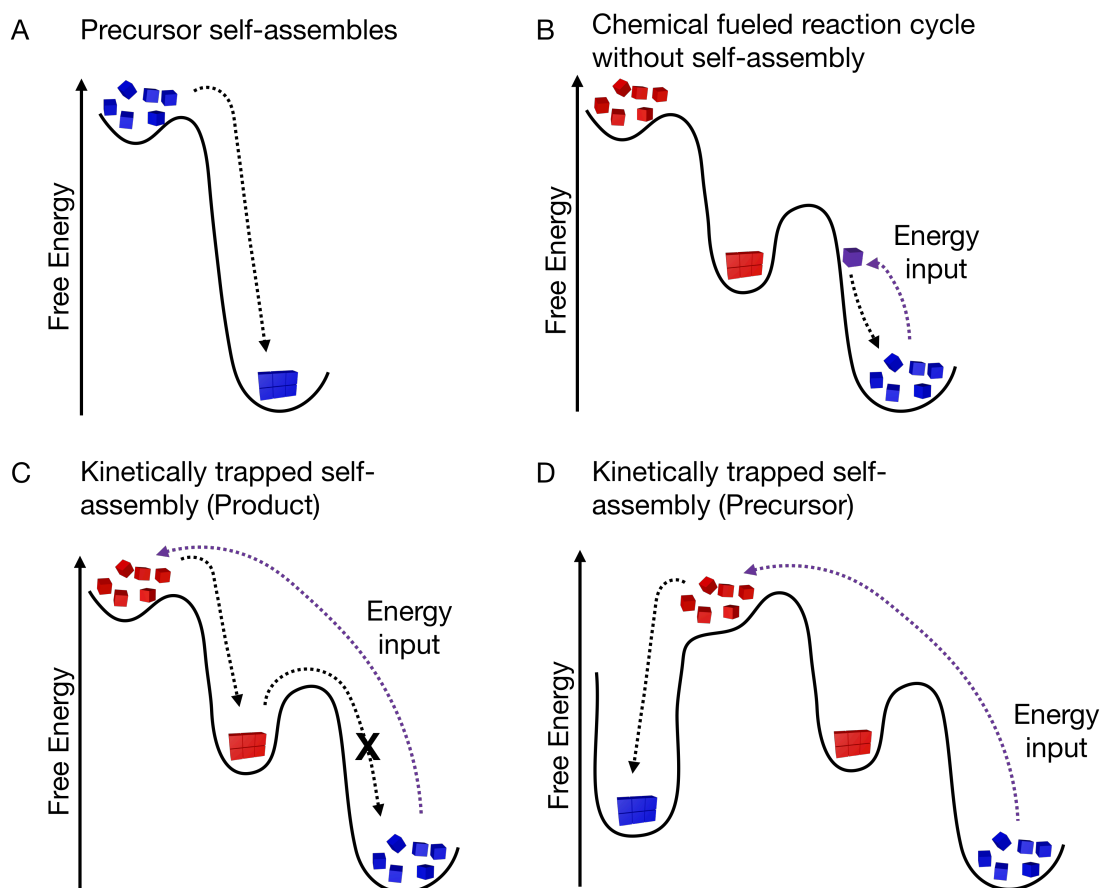 A
Precursor self-assembles
Free Energy
B
Chemical fueled reaction cycle
without self-assembly
Free Energy
Energy
input
C
Kinetically trapped self-
assembly (Product)
Free Energy
Energy
input
X
D
Kinetically trapped self-
assembly (Precursor)
Free Energy
Energy
input